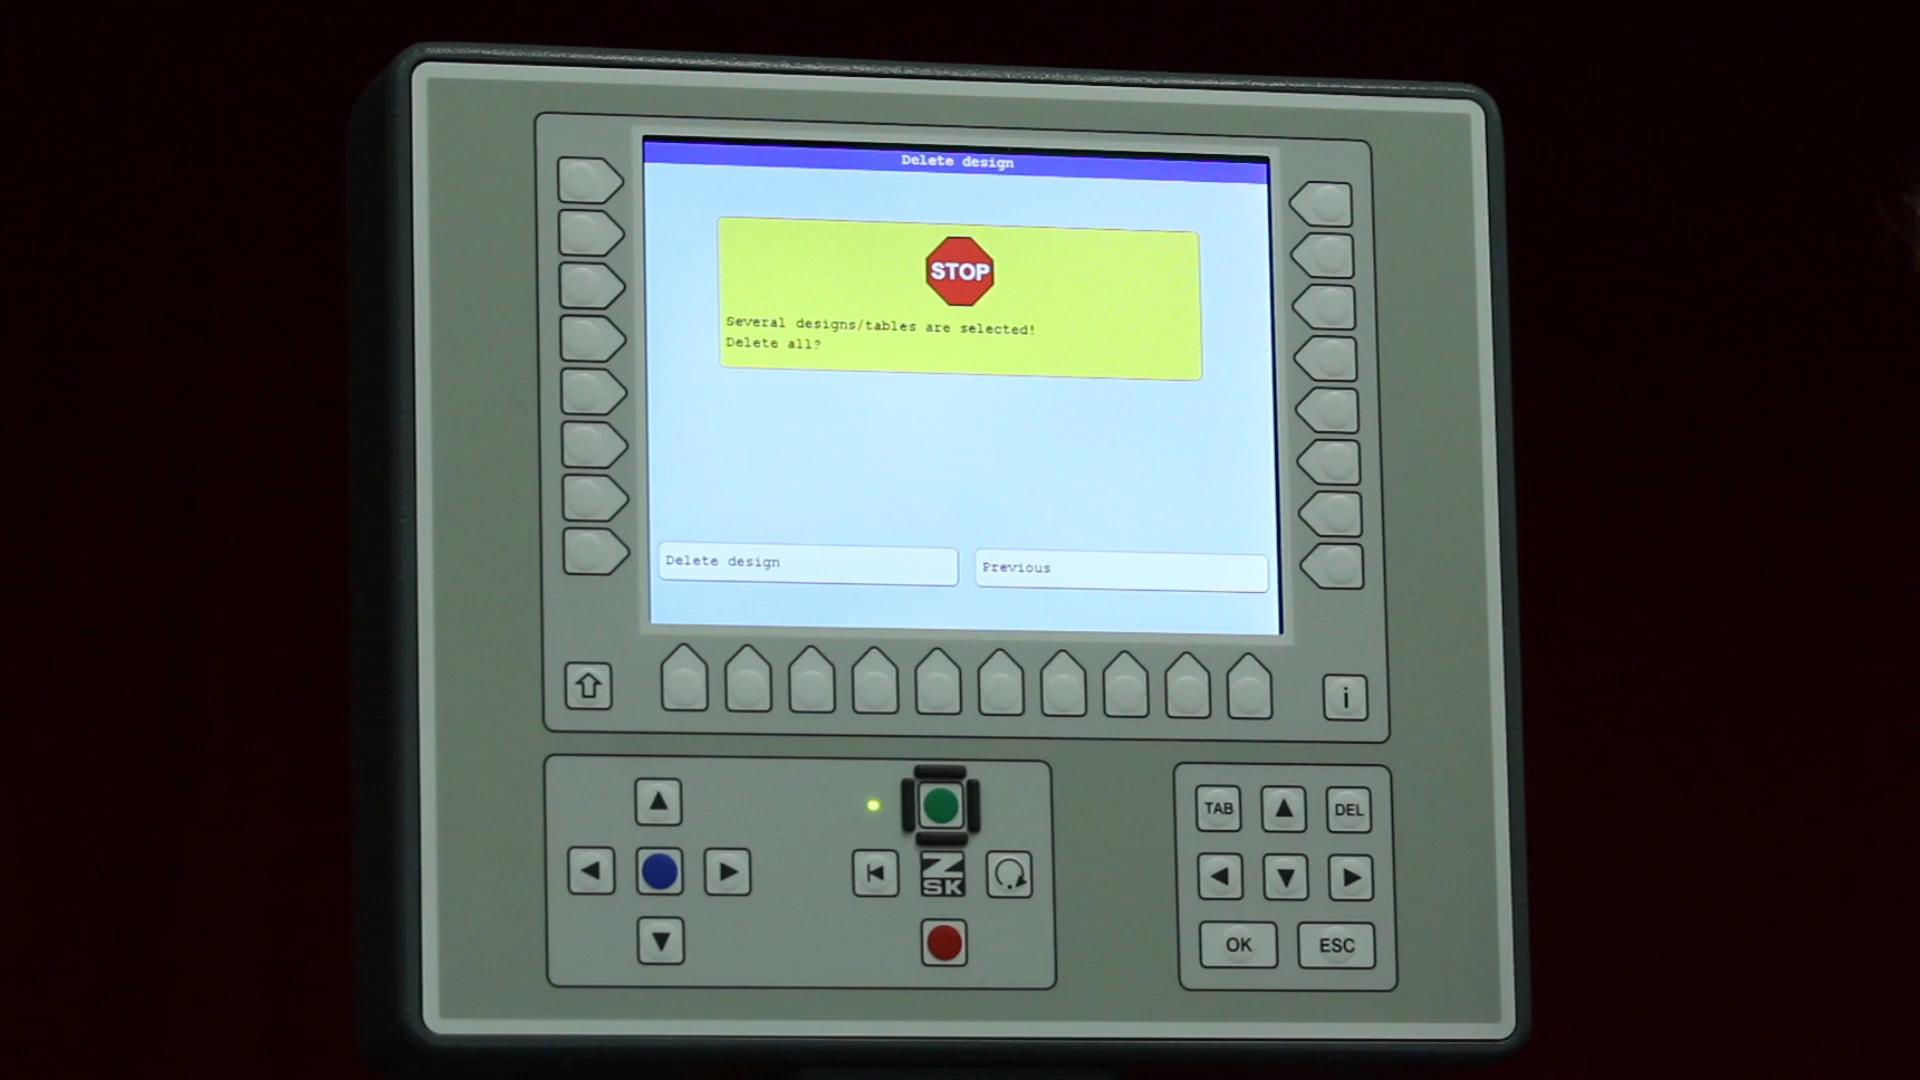 Delete design
STOP
Several designs/tables are selected!
Delete all?
Delete design
Previous
i
TAB
DEL
Z
SK
OK
ESC